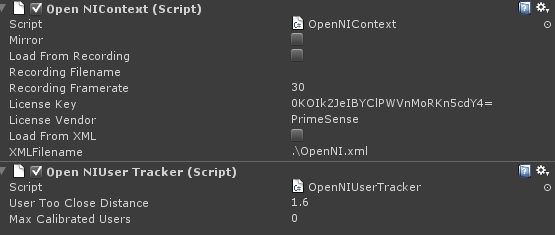 Open NIContext (Script)
Script OpenNIContext
Mirror
Load From Recording
Recording Filename
Recording Framerate 30
License Key 0KOIk2JeIBYClPWVnMoRKn5cdY4=
License Vendor PrimeSense
Load From XML
XMLFilename .\OpenNI.xml
Open NIUser Tracker (Script)
Script OpenNIUserTracker
User Too Close Distance 1.6
Max Calibrated Users 0